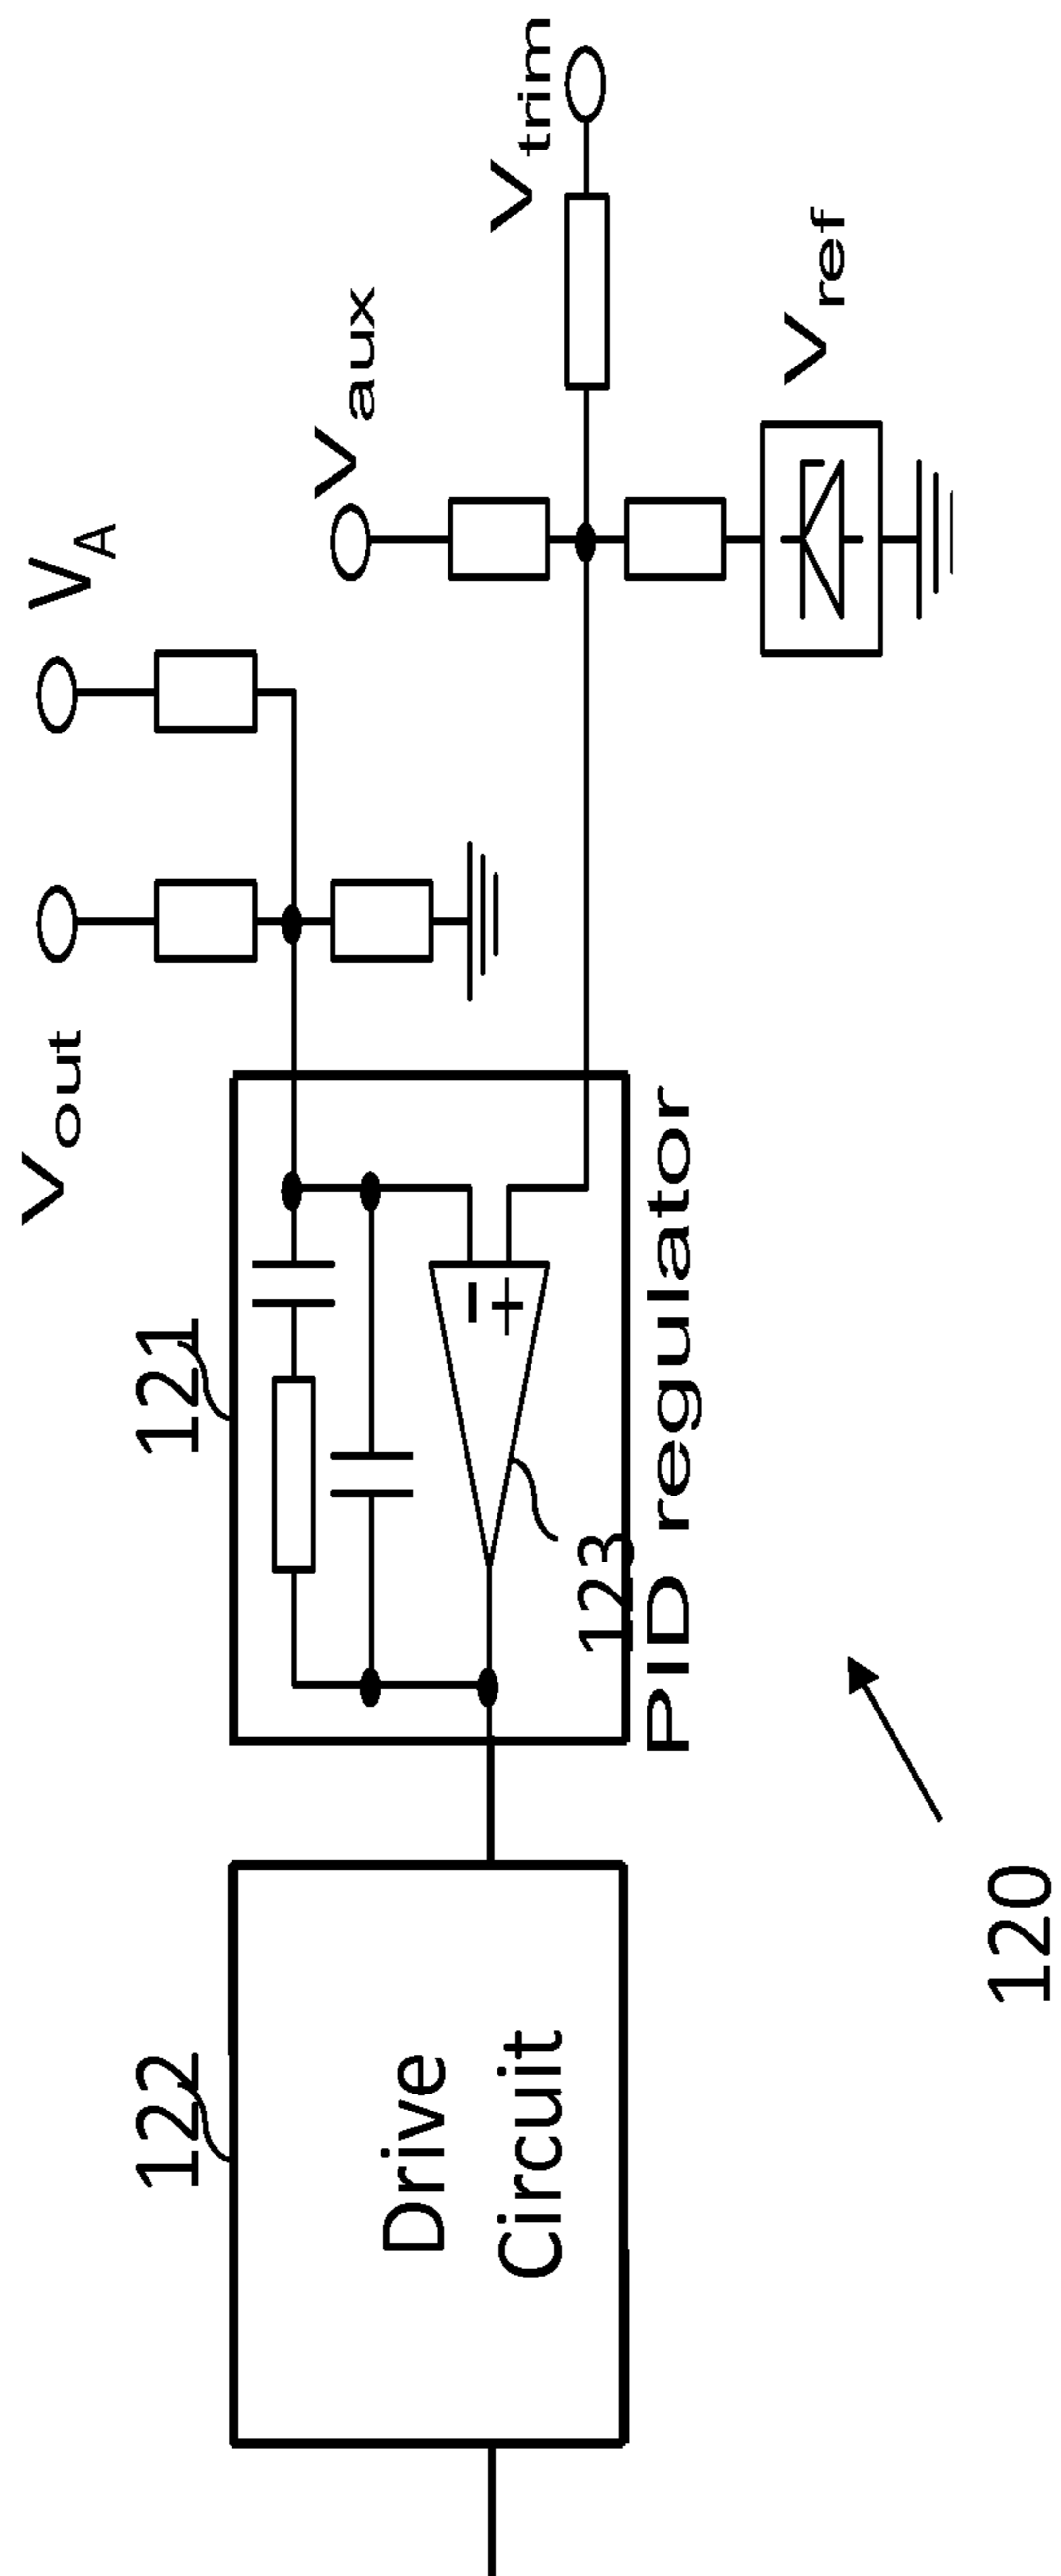 122
Drive
Circuit
121
123
PID regulator
120
Vout
VA
Vaux
Vtrim
Vref